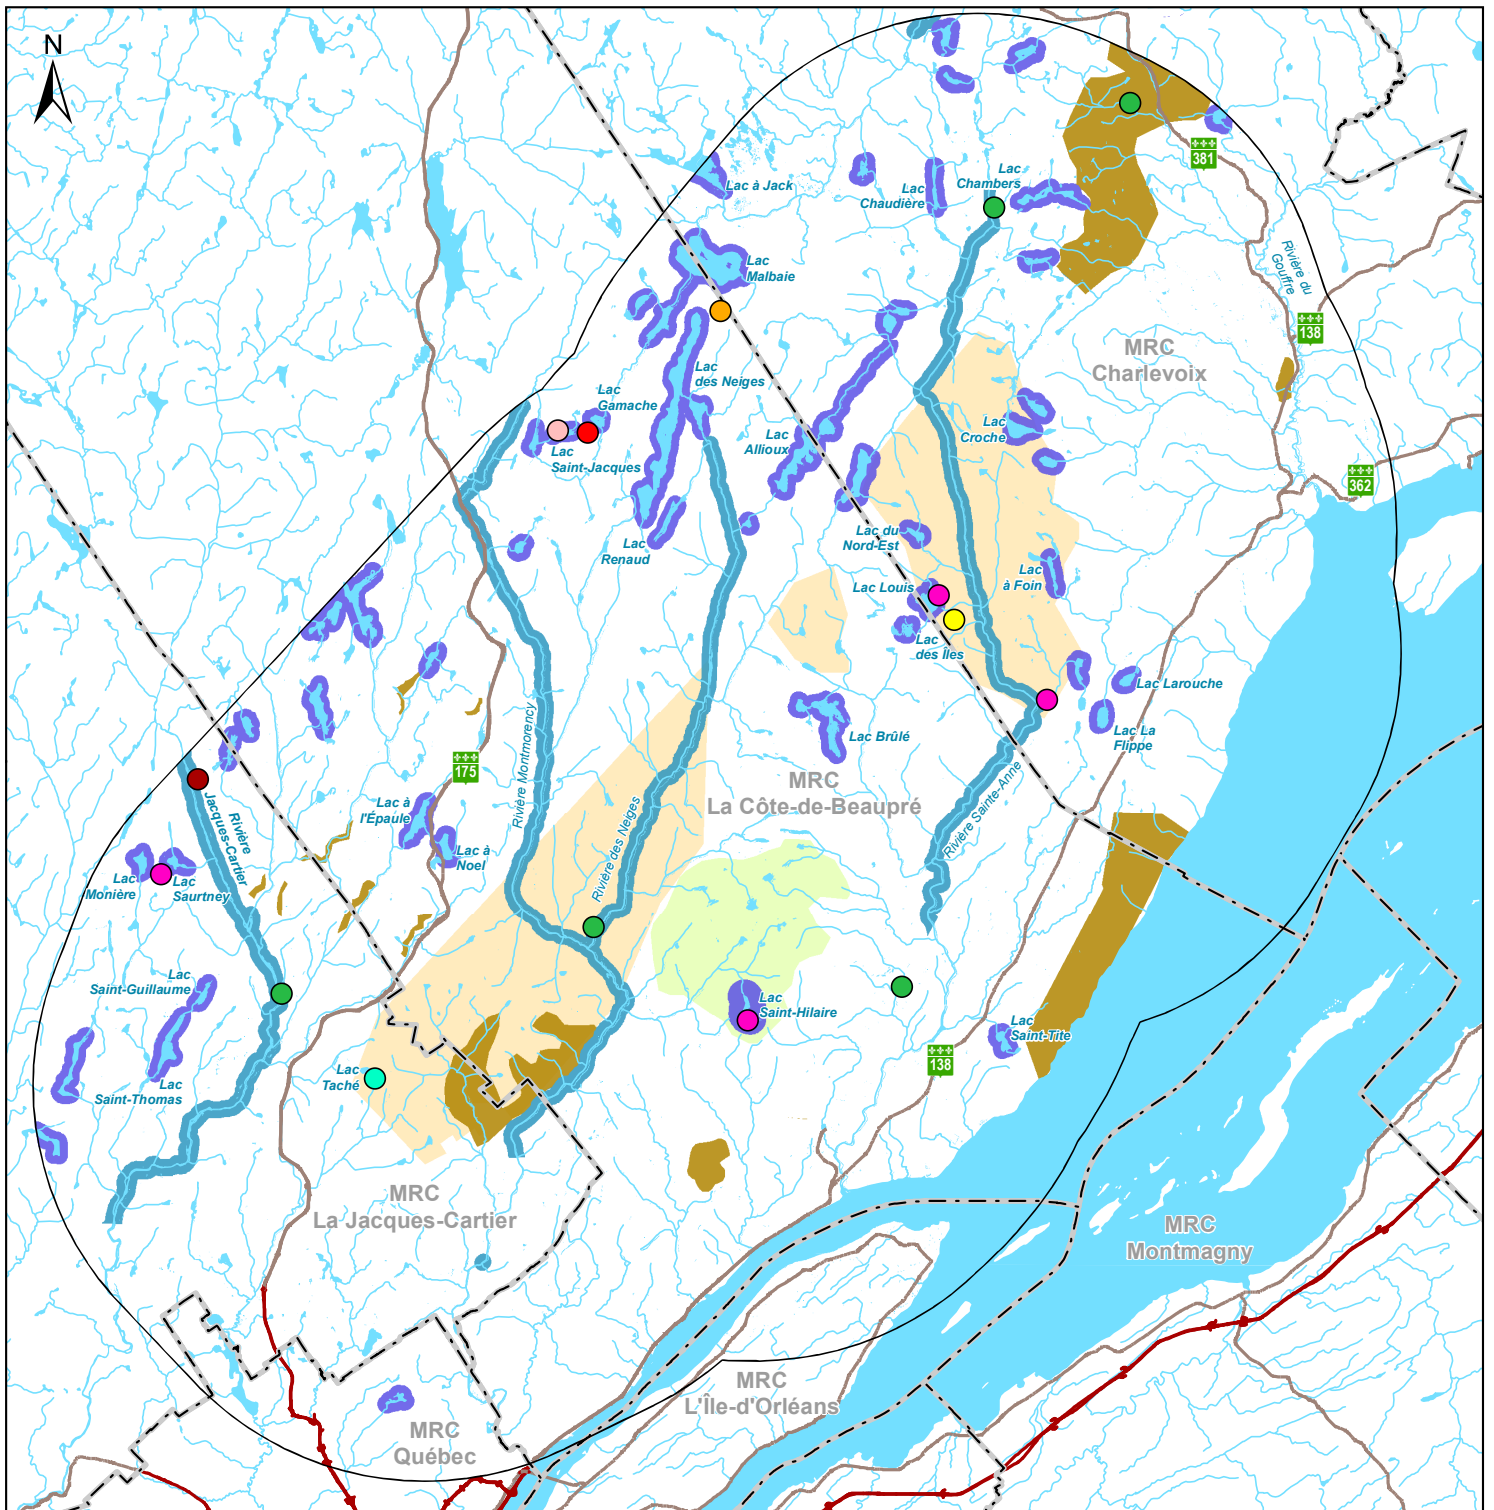 N
381
Lac
Chambers
Lac à Jack
Lac
Chaudière
Rivière du
Gouffre
Lac
Malbaie
138
MRC
Charlevoix
Lac
des Neiges
Lac
Gamache
Lac
Croche
Lac
Allioux
Lac
Saint-Jacques
362
Lac du
Nord-Est
Lac
Renaud
Lac
à Foin
Lac Louis
Lac
des Îles
Lac Larouche
Lac La
Flippe
Lac Brûlé
Rivière Montmorency
175
MRC
La Côte-de-Beaupré
Rivière Sainte-Anne
Rivière
Jacques-Cartier
Lac à
l'Épaule
Rivière des Neiges
Lac à
Noel
Lac
Monière
Lac
Saurtney
Lac
Saint-Guillaume
Lac
Saint-Hilaire
Lac
Saint-Tite
138
Lac
Taché
Lac
Saint-Thomas
MRC
La Jacques-Cartier
MRC
Montmagny
MRC
L'Île-d'Orléans
MRC
Québec